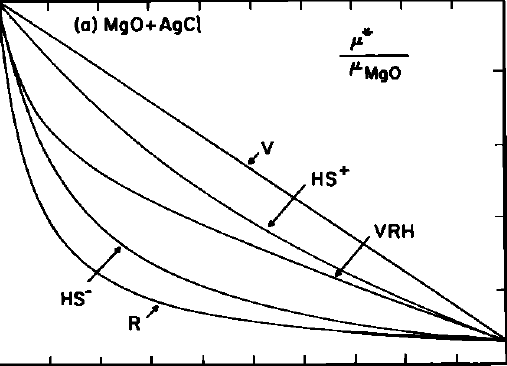 (a) MgO+AgCl
μ*
μMgO
V
HS+
VRH
HS-
R